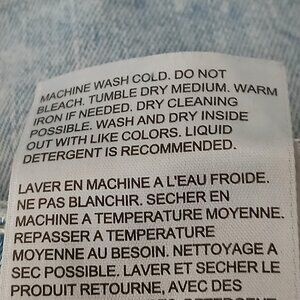 MACHINE WASH COLD. DO NOT
BLEACH. TUMBLE DRY MEDIUM. WARM
IRON IF NEEDED. DRY CLEANING
POSSIBLE. WASH AND DRY INSIDE
OUT WITH LIKE COLORS. LIQUID
DETERGENT IS RECOMMENDED.
LAVER EN MACHINE A L'EAU FROIDE.
NE PAS BLANCHIR. SECHER EN
MACHINE A TEMPERATURE MOYENNE.
REPASSER A TEMPERATURE
MOYENNE AU BESOIN. NETTOYAGE A
SEC POSSIBLE. LAVER ET SECHER LE
PRODUIT RETOURNE, AVEC DES